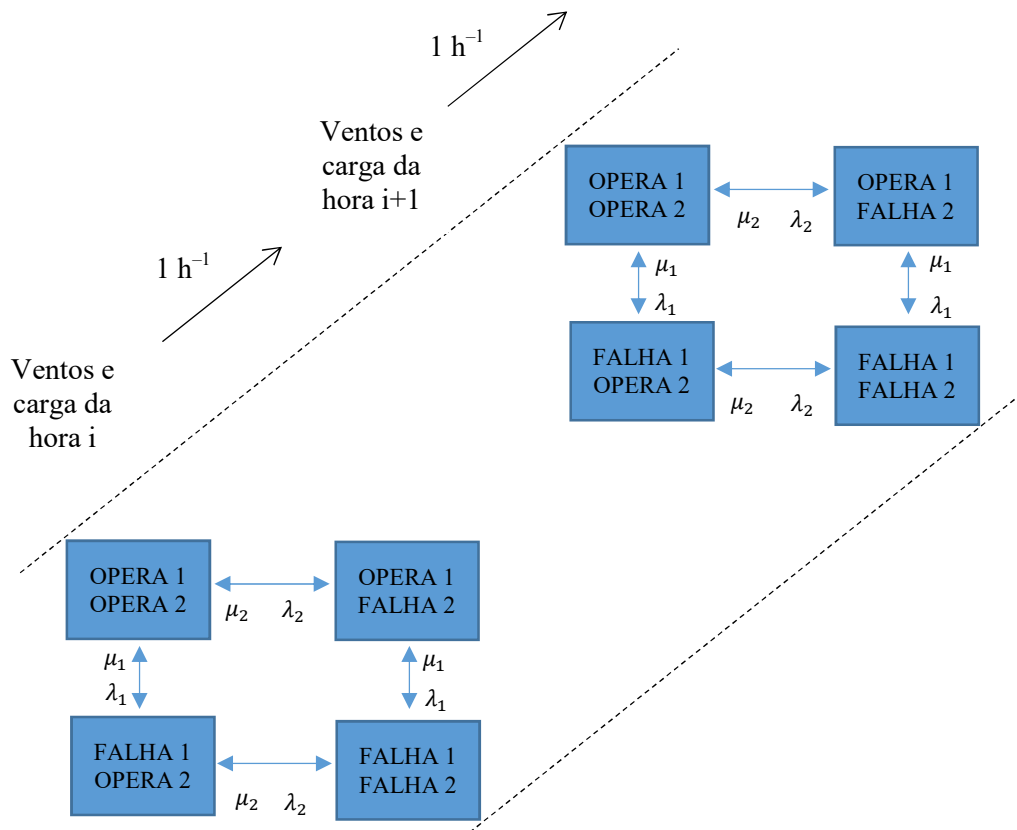 1 h⁻¹
Ventos e
carga da
hora i+1
OPERA 1
OPERA 2
OPERA 1
FALHA 2
μ₂ λ₂
μ₁
λ₁
μ₁
λ₁
FALHA 1
OPERA 2
FALHA 1
FALHA 2
μ₂ λ₂
1 h⁻¹
Ventos e
carga da
hora i
OPERA 1
OPERA 2
OPERA 1
FALHA 2
μ₂ λ₂
μ₁
λ₁
μ₁
λ₁
FALHA 1
OPERA 2
FALHA 1
FALHA 2
μ₂ λ₂